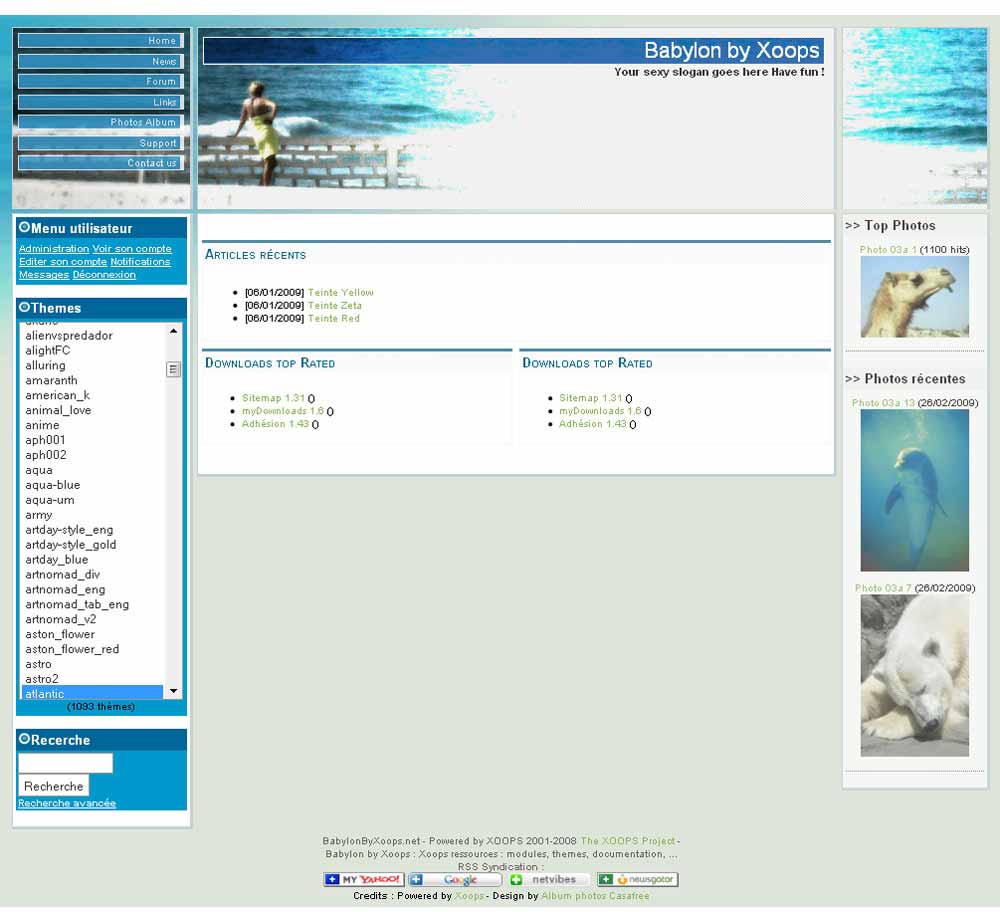 Home
News
Forum
Links
Photos Album
Support
Contact us
Babylon by Xoops
Your sexy slogan goes here Have fun !
Menu utilisateur
Administration Voir son compte
Editer son compte Notifications
Messages Déconnexion
Themes
alienvspredador
alightFC
alluring
amaranth
american_k
animal_love
anime
aph001
aph002
aqua
aqua-blue
aqua-um
army
artday-style_eng
artday-style_gold
artday_blue
artnomad_div
artnomad_eng
artnomad_tab_eng
artnomad_v2
aston_flower
aston_flower_red
astro
astro2
atlantic
(1093 thèmes)
Recerche
Recherche
Recherche avancée
Articles récents
[06/01/2009] Teinte Yellow
[06/01/2009] Teinte Zeta
[06/01/2009] Teinte Red
Downloads top Rated
Sitemap 1.31 ()
myDownloads 1.6 ()
Adhésion 1.43 ()
Downloads top Rated
Sitemap 1.31 ()
myDownloads 1.6 ()
Adhésion 1.43 ()
>> Top Photos
Photo 03a 1 (1100 hits)
>> Photos récentes
Photo 03a 13 (26/02/2009)
Photo 03a 7 (26/02/2009)
BabylonByXoops.net - Powered by XOOPS 2001-2008 The XOOPS Project -
Babylon by Xoops : Xoops ressources : modules, themes, documentation, ...
RSS Syndication :
MY YAHOO! Google netvibes newsgator
Credits : Powered by Xoops - Design by Album photos Casafree